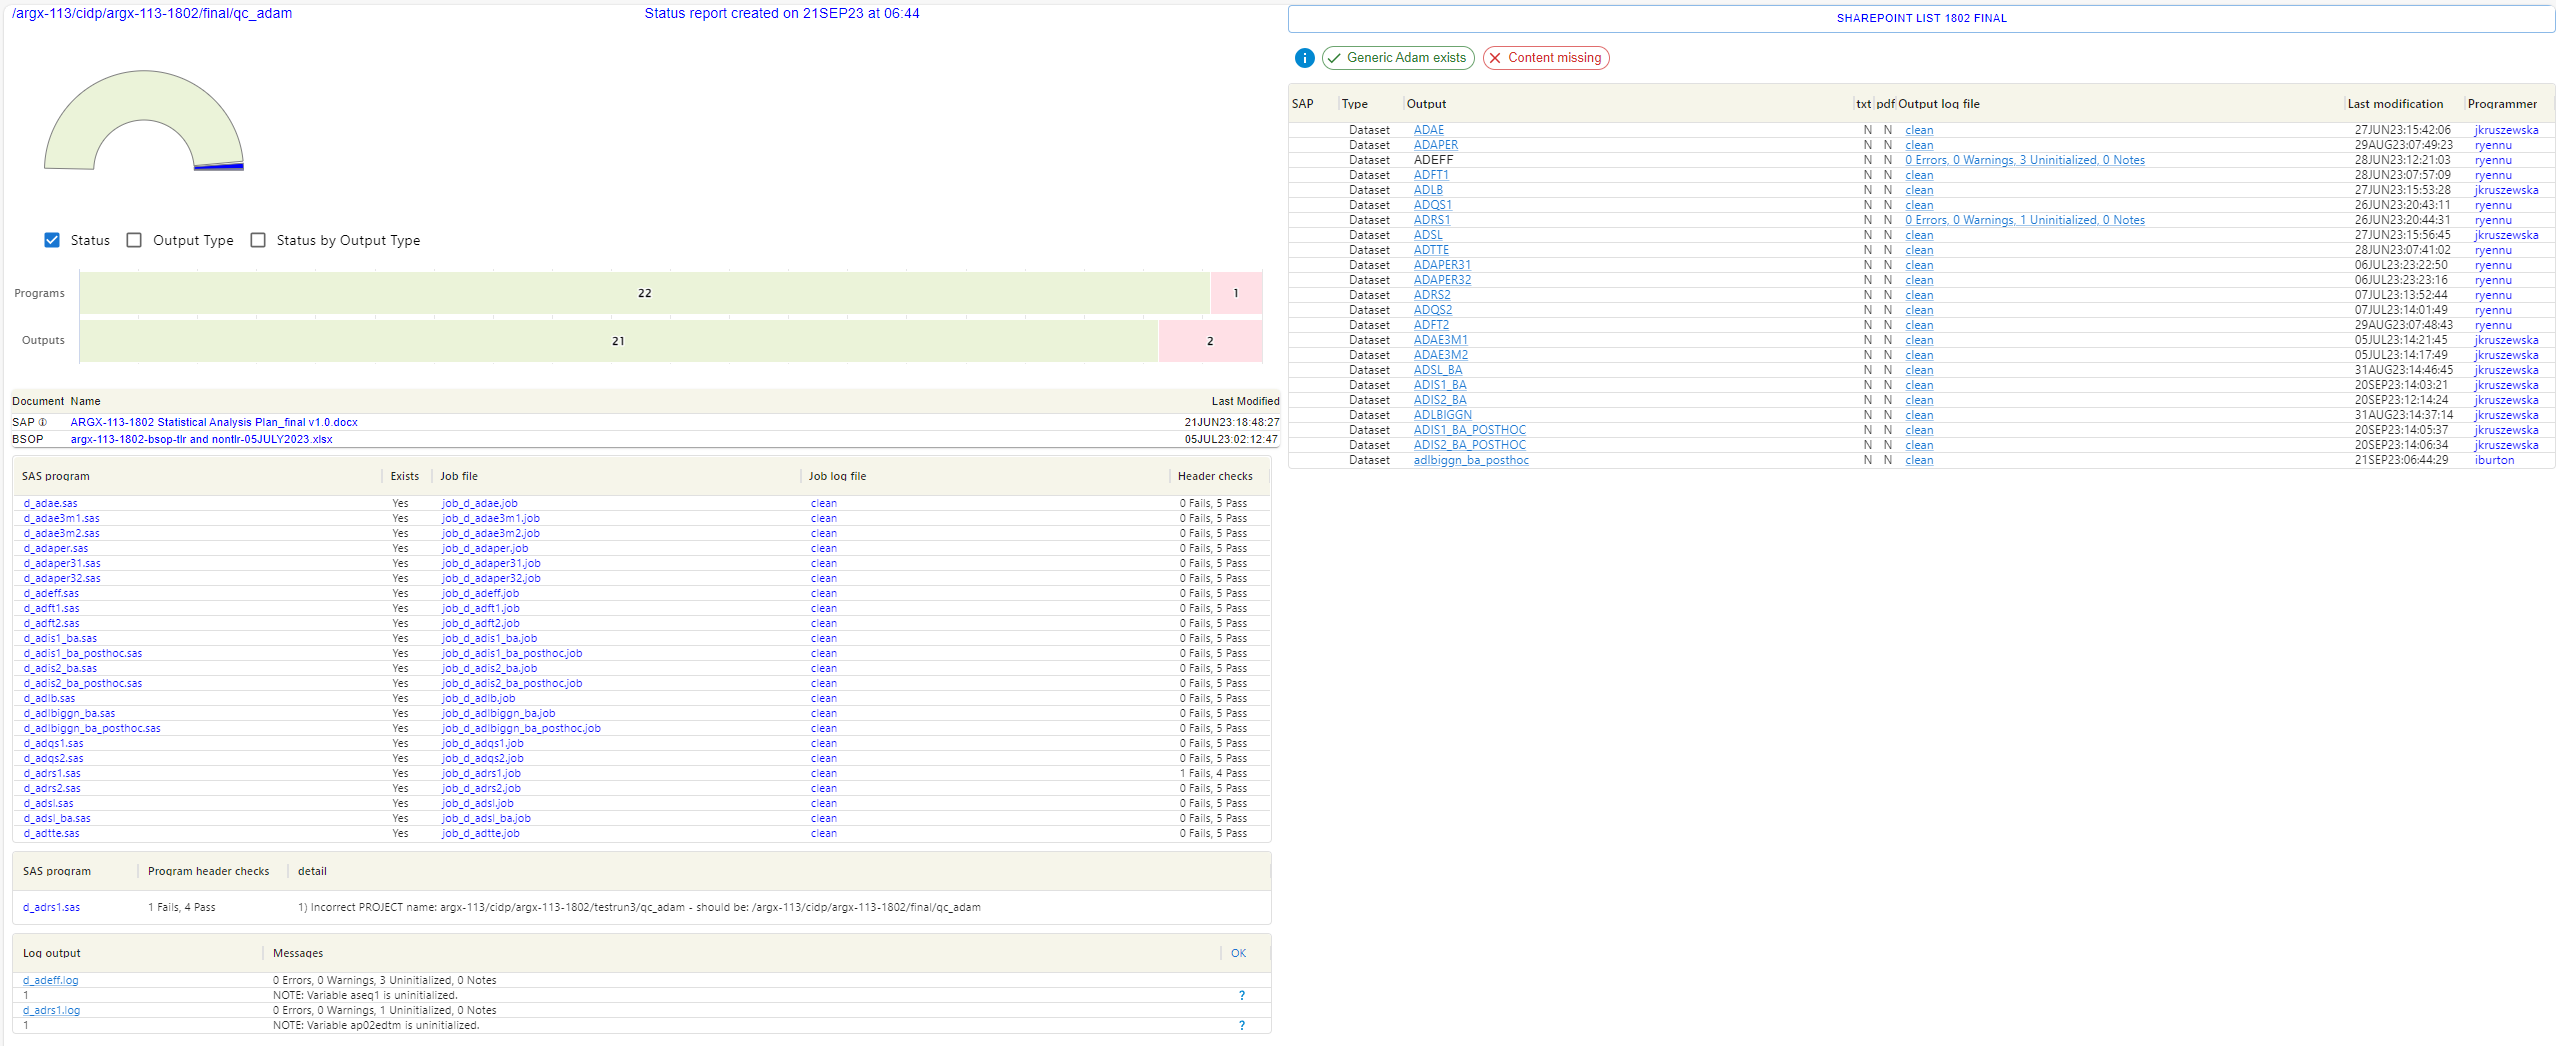 /argx-113/cidp/argx-113-1802/final/qc_adam
Status report created on 21SEP23 at 06:44
Status Output Type Status by Output Type
Programs 22 1
Outputs 21 2
Document Name Last Modified
SAP ARGX-113-1802 Statistical Analysis Plan_final v1.0.docx 21JUN23:18:48:27
BSOP argx-113-1802-bsop-tlr and nontlr-05JULY2023.xlsx 05JUL23:02:12:47
SAS program Exists Job file Job log file Header checks
d_adae.sas Yes job_d_adae.job clean 0 Fails, 5 Pass
d_adae3m1.sas Yes job_d_adae3m1.job clean 0 Fails, 5 Pass
d_adae3m2.sas Yes job_d_adae3m2.job clean 0 Fails, 5 Pass
d_adaper.sas Yes job_d_adaper.job clean 0 Fails, 5 Pass
d_adaper31.sas Yes job_d_adaper31.job clean 0 Fails, 5 Pass
d_adaper32.sas Yes job_d_adaper32.job clean 0 Fails, 5 Pass
d_adeff.sas Yes job_d_adeff.job clean 0 Fails, 5 Pass
d_adft1.sas Yes job_d_adft1.job clean 0 Fails, 5 Pass
d_adft2.sas Yes job_d_adft2.job clean 0 Fails, 5 Pass
d_adis1_ba.sas Yes job_d_adis1_ba.job clean 0 Fails, 5 Pass
d_adis1_ba_posthoc.sas Yes job_d_adis1_ba_posthoc.job clean 0 Fails, 5 Pass
d_adis2_ba.sas Yes job_d_adis2_ba.job clean 0 Fails, 5 Pass
d_adis2_ba_posthoc.sas Yes job_d_adis2_ba_posthoc.job clean 0 Fails, 5 Pass
d_adlb.sas Yes job_d_adlb.job clean 0 Fails, 5 Pass
d_adlbiggn_ba.sas Yes job_d_adlbiggn_ba.job clean 0 Fails, 5 Pass
d_adlbiggn_ba_posthoc.sas Yes job_d_adlbiggn_ba_posthoc.job clean 0 Fails, 5 Pass
d_adqs1.sas Yes job_d_adqs1.job clean 0 Fails, 5 Pass
d_adqs2.sas Yes job_d_adqs2.job clean 0 Fails, 5 Pass
d_adrs1.sas Yes job_d_adrs1.job clean 1 Fails, 4 Pass
d_adrs2.sas Yes job_d_adrs2.job clean 0 Fails, 5 Pass
d_adsl.sas Yes job_d_adsl.job clean 0 Fails, 5 Pass
d_adsl_ba.sas Yes job_d_adsl_ba.job clean 0 Fails, 5 Pass
d_adtte.sas Yes job_d_adtte.job clean 0 Fails, 5 Pass
SAS program Program header checks detail
d_adrs1.sas 1 Fails, 4 Pass 1) Incorrect PROJECT name: argx-113/cidp/argx-113-1802/testrun3/qc_adam - should be: /argx-113/cidp/argx-113-1802/final/qc_adam
Log output Messages OK
d_adeff.log 0 Errors, 0 Warnings, 3 Uninitialized, 0 Notes
1 NOTE: Variable aseq1 is uninitialized. ?
d_adrs1.log 0 Errors, 0 Warnings, 1 Uninitialized, 0 Notes
1 NOTE: Variable ap02edtm is uninitialized. ?
SHAREPOINT LIST 1802 FINAL
Generic Adam exists Content missing
SAP Type Output txt pdf Output log file Last modification Programmer
Dataset ADAE N N clean 27JUN23:15:42:06 jkruszewska
Dataset ADAPER N N clean 29AUG23:07:49:23 ryennu
Dataset ADEFF N N 0 Errors, 0 Warnings, 3 Uninitialized, 0 Notes 28JUN23:12:21:03 ryennu
Dataset ADFT1 N N clean 28JUN23:07:57:09 ryennu
Dataset ADLB N N clean 27JUN23:15:53:28 jkruszewska
Dataset ADQS1 N N clean 26JUN23:20:43:11 ryennu
Dataset ADRS1 N N 0 Errors, 0 Warnings, 1 Uninitialized, 0 Notes 26JUN23:20:44:31 ryennu
Dataset ADSL N N clean 27JUN23:15:56:45 jkruszewska
Dataset ADTTE N N clean 28JUN23:07:41:02 ryennu
Dataset ADAPER31 N N clean 06JUL23:23:22:50 ryennu
Dataset ADAPER32 N N clean 06JUL23:23:23:16 ryennu
Dataset ADRS2 N N clean 07JUL23:13:52:44 ryennu
Dataset ADQS2 N N clean 07JUL23:14:01:49 ryennu
Dataset ADFT2 N N clean 29AUG23:07:48:43 ryennu
Dataset ADAE3M1 N N clean 05JUL23:14:21:45 jkruszewska
Dataset ADAE3M2 N N clean 05JUL23:14:17:49 jkruszewska
Dataset ADSL_BA N N clean 31AUG23:14:46:45 jkruszewska
Dataset ADIS1_BA N N clean 20SEP23:14:03:21 jkruszewska
Dataset ADIS2_BA N N clean 20SEP23:12:14:24 jkruszewska
Dataset ADLBIGGN N N clean 31AUG23:14:37:14 jkruszewska
Dataset ADIS1_BA_POSTHOC N N clean 20SEP23:14:05:37 jkruszewska
Dataset ADIS2_BA_POSTHOC N N clean 20SEP23:14:06:34 jkruszewska
Dataset adlbiggn_ba_posthoc N N clean 21SEP23:06:44:29 iburton